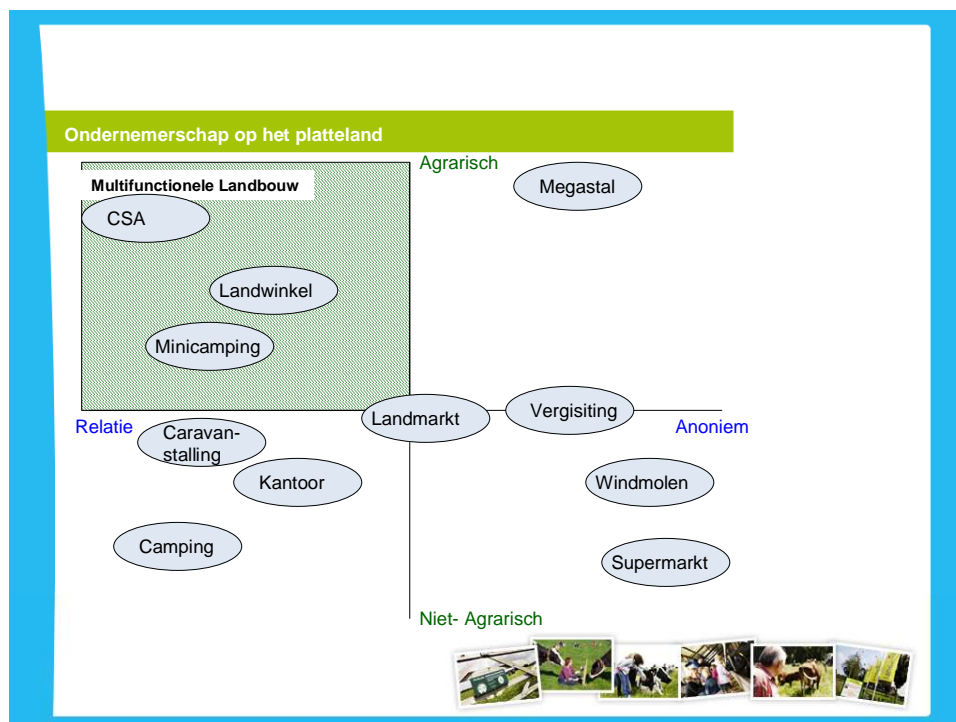 Ondernemerschap op het platteland
Agrarisch
Multifunctionele Landbouw
Megastal
CSA
Landwinkel
Minicamping
Landmarkt
Vergisiting
Relatie
Anoniem
Caravan-
stalling
Kantoor
Windmolen
Camping
Supermarkt
Niet- Agrarisch